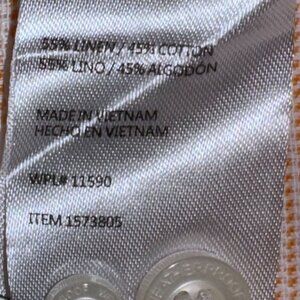 55% LINEN / 45% COTTON
55% LINO / 45% ALGODÓN
MADE IN VIETNAM
HECHO EN VIETNAM
WPL# 11590
ITEM 1573805